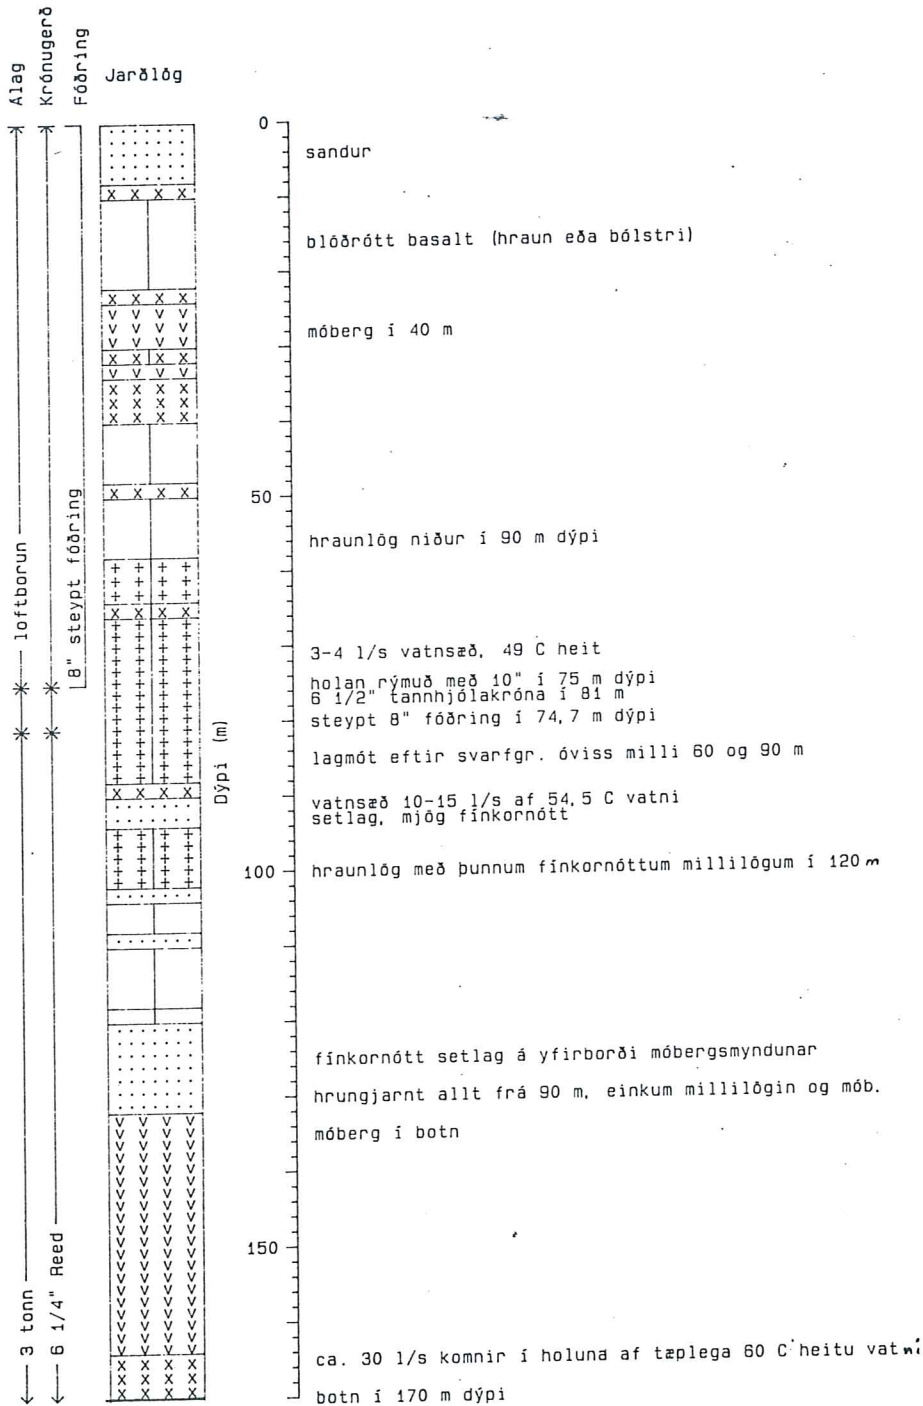 Álag
Krónugerð
Fóðring
Jarðlög
0
sandur
blöðrótt basalt (hraun eða bólstri)
móberg í 40 m
50
hraunlög niður í 90 m dýpi
loftborun
8" steypt fóðring
3-4 l/s vatnsæð, 49 C heit
holan rýmuð með 10" í 75 m dýpi
6 1/2" tannhjólakróna í 81 m
steypt 8" fóðring í 74,7 m dýpi
Dýpi (m)
lagmót eftir svarfgr. óviss milli 60 og 90 m
vatnsæð 10-15 l/s af 54,5 C vatni
setlag, mjög fínkornótt
100
hraunlög með þunnum fínkornóttum millilögum í 120 m
fínkornótt setlag á yfirborði móbergsmyndunar
hrungjarnt allt frá 90 m, einkum millilögin og mób.
móberg í botn
150
3 tonn
6 1/4" Reed
ca. 30 l/s komnir í holuna af tæplega 60 C heitu vatni
botn í 170 m dýpi